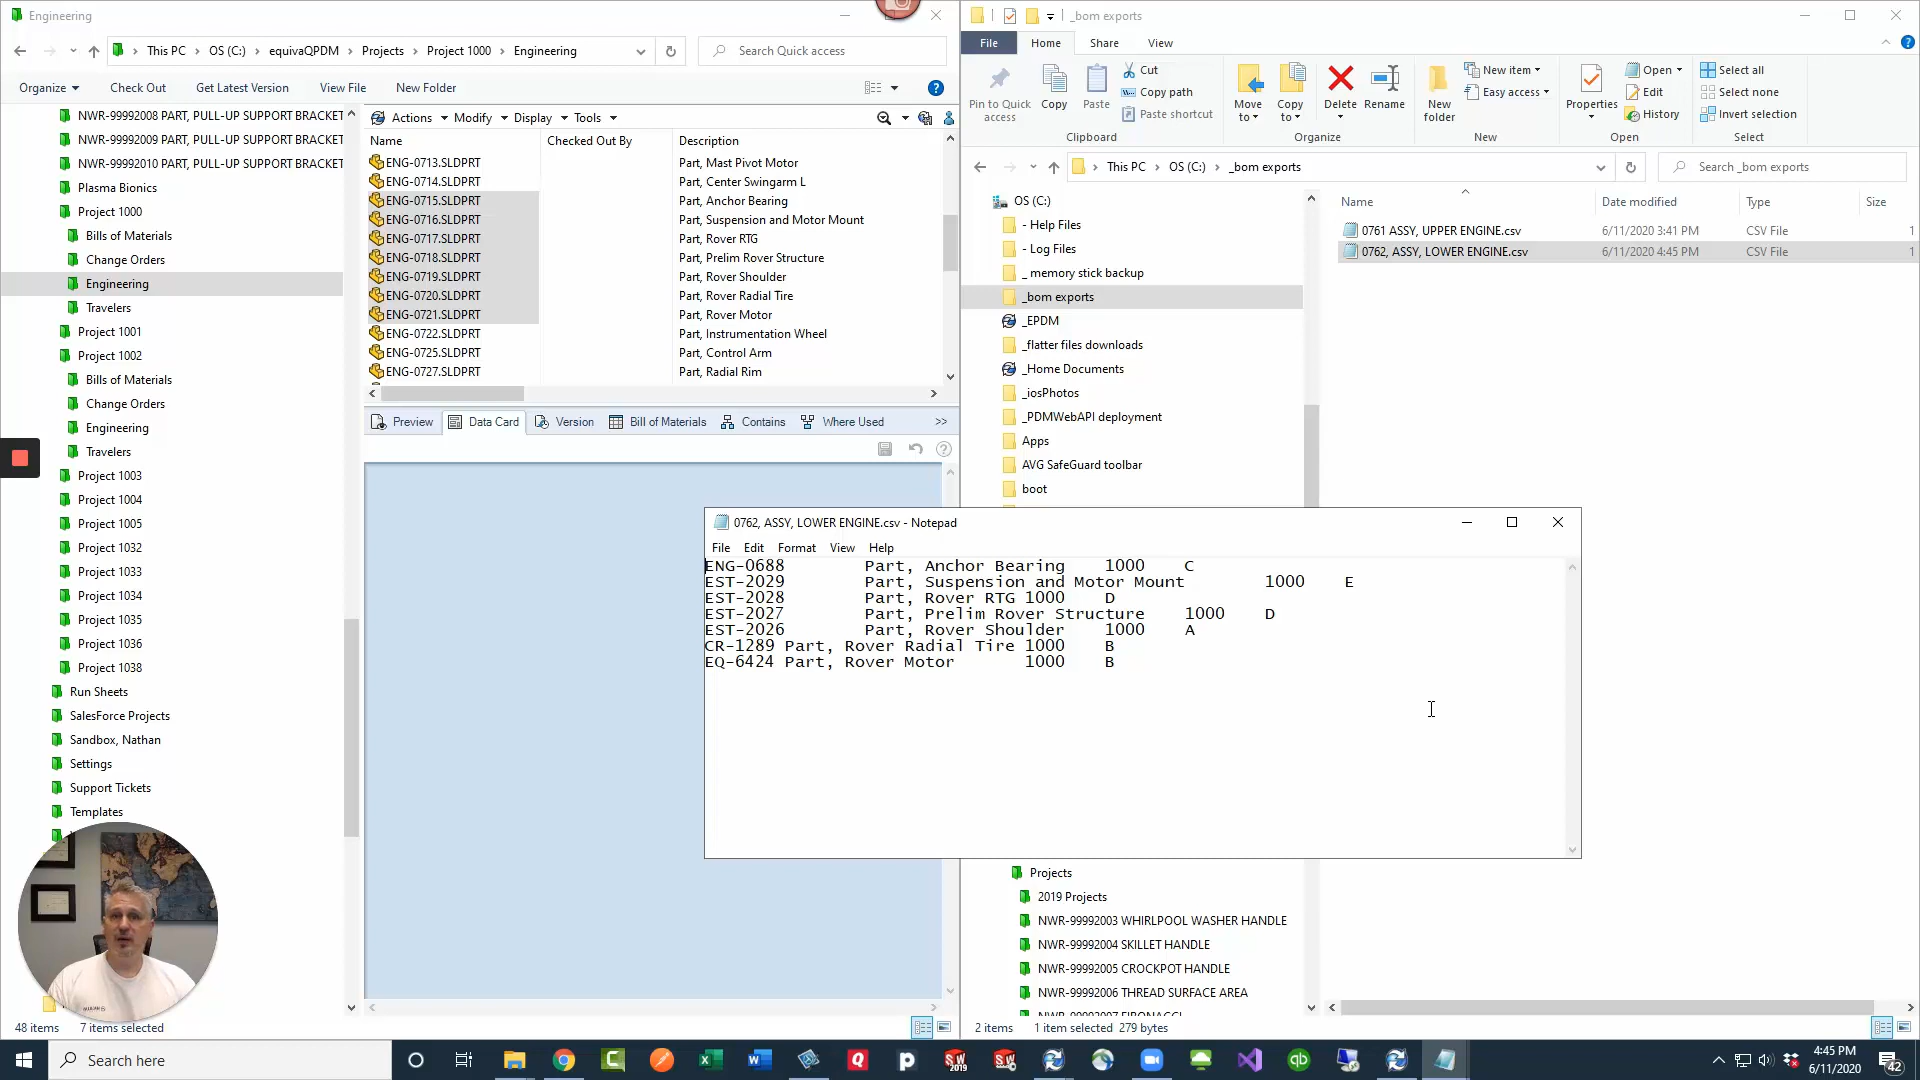 Engineering
This PC > OS (C:) > equivaQPDM > Projects > Project 1000 > Engineering
Search Quick access
Organize
Check Out
Get Latest Version
View File
New Folder
NWR-99992008 PART, PULL-UP SUPPORT BRACKET
NWR-99992009 PART, PULL-UP SUPPORT BRACKET
NWR-99992010 PART, PULL-UP SUPPORT BRACKET
Plasma Bionics
Project 1000
Bills of Materials
Change Orders
Engineering
Travelers
Project 1001
Project 1002
Bills of Materials
Change Orders
Engineering
Travelers
Project 1003
Project 1004
Project 1005
Project 1032
Project 1033
Project 1034
Project 1035
Project 1036
Project 1038
Run Sheets
SalesForce Projects
Sandbox, Nathan
Settings
Support Tickets
Templates
48 items 7 items selected
Actions Modify Display Tools
Name Checked Out By Description
ENG-0713.SLDPRT Part, Mast Pivot Motor
ENG-0714.SLDPRT Part, Center Swingarm L
ENG-0715.SLDPRT Part, Anchor Bearing
ENG-0716.SLDPRT Part, Suspension and Motor Mount
ENG-0717.SLDPRT Part, Rover RTG
ENG-0718.SLDPRT Part, Prelim Rover Structure
ENG-0719.SLDPRT Part, Rover Shoulder
ENG-0720.SLDPRT Part, Rover Radial Tire
ENG-0721.SLDPRT Part, Rover Motor
ENG-0722.SLDPRT Part, Instrumentation Wheel
ENG-0725.SLDPRT Part, Control Arm
ENG-0727.SLDPRT Part, Radial Rim
Preview Data Card Version Bill of Materials Contains Where Used >>
_bom exports
File Home Share View
Pin to Quick access
Copy
Paste
Cut
Copy path
Paste shortcut
Clipboard
Move to
Copy to
Delete
Rename
Organize
New folder
New item
Easy access
New
Properties
Open
Edit
History
Open
Select all
Select none
Invert selection
Select
This PC > OS (C:) > _bom exports
Search _bom exports
OS (C:)
- Help Files
- Log Files
_ memory stick backup
_bom exports
_EPDM
_flatter files downloads
_Home Documents
_iosPhotos
_PDMWebAPI deployment
Apps
AVG SafeGuard toolbar
boot
Projects
2019 Projects
NWR-99992003 WHIRLPOOL WASHER HANDLE
NWR-99992004 SKILLET HANDLE
NWR-99992005 CROCKPOT HANDLE
NWR-99992006 THREAD SURFACE AREA
Name Date modified Type Size
0761 ASSY, UPPER ENGINE.csv 6/11/2020 3:41 PM CSV File 1
0762, ASSY, LOWER ENGINE.csv 6/11/2020 4:45 PM CSV File 1
2 items 1 item selected 279 bytes
0762, ASSY, LOWER ENGINE.csv - Notepad
File Edit Format View Help
ENG-0688 Part, Anchor Bearing 1000 C
EST-2029 Part, Suspension and Motor Mount 1000 E
EST-2028 Part, Rover RTG 1000 D
EST-2027 Part, Prelim Rover Structure 1000 D
EST-2026 Part, Rover Shoulder 1000 A
CR-1289 Part, Rover Radial Tire 1000 B
EQ-6424 Part, Rover Motor 1000 B
Search here
SW 2019
SW
qb
4:45 PM
6/11/2020
42